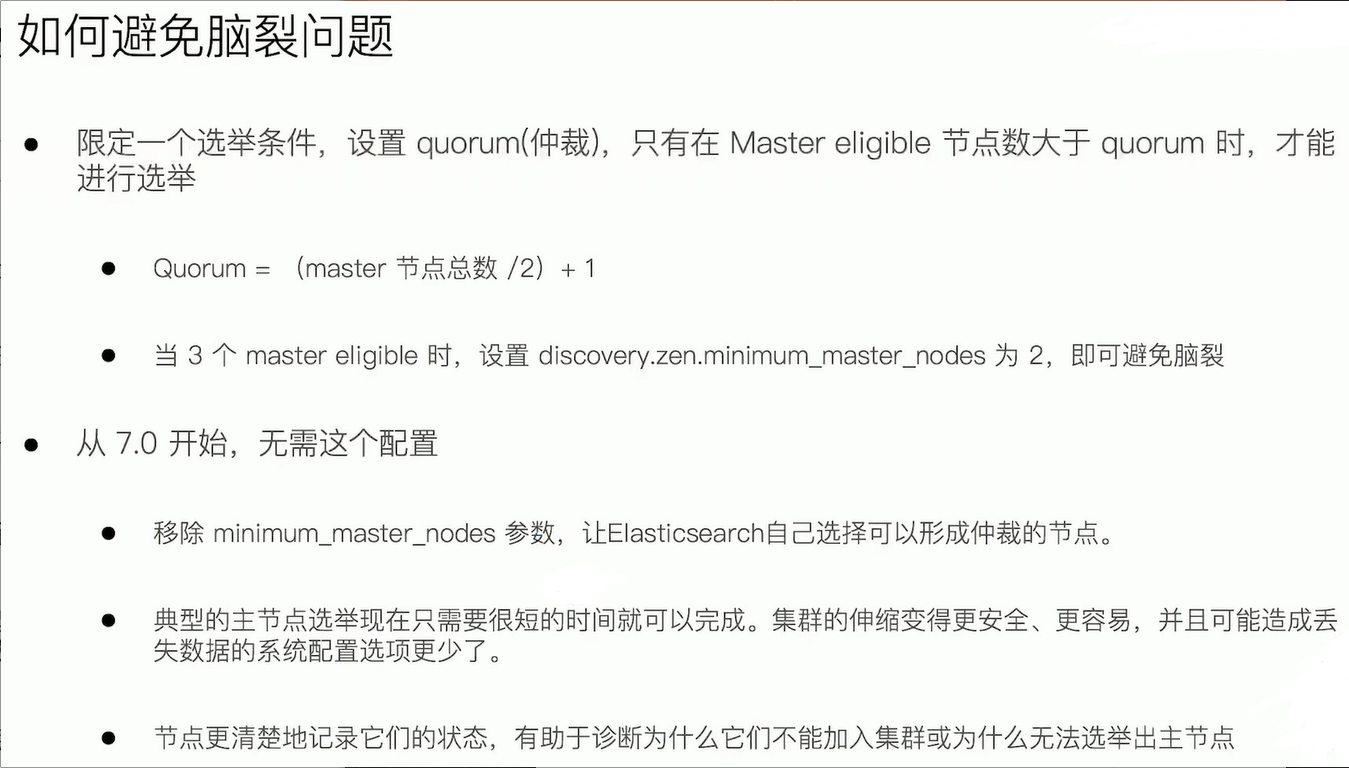 如何避免脑裂问题
● 限定一个选举条件，设置 quorum(仲裁)，只有在 Master eligible 节点数大于 quorum 时，才能
进行选举
● Quorum = （master 节点总数 /2）+ 1
● 当 3 个 master eligible 时，设置 discovery.zen.minimum_master_nodes 为 2，即可避免脑裂
● 从 7.0 开始，无需这个配置
● 移除 minimum_master_nodes 参数，让Elasticsearch自己选择可以形成仲裁的节点。
● 典型的主节点选举现在只需要很短的时间就可以完成。集群的伸缩变得更安全、更容易，并且可能造成丢
失数据的系统配置选项更少了。
● 节点更清楚地记录它们的状态，有助于诊断为什么它们不能加入集群或为什么无法选举出主节点